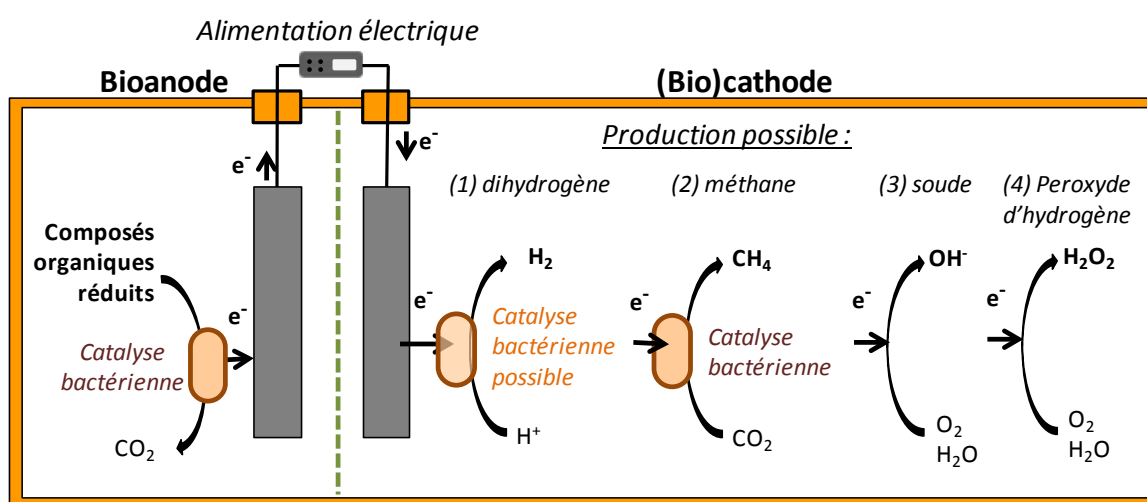 Alimentation électrique
Bioanode
(Bio)cathode
Production possible :
e⁻
e⁻
(1) dihydrogène
(2) méthane
(3) soude
(4) Peroxyde
d’hydrogène
Composés
organiques
réduits
H₂
CH₄
OH⁻
H₂O₂
e⁻
e⁻
e⁻
e⁻
e⁻
Catalyse
bactérienne
Catalyse
bactérienne
possible
Catalyse
bactérienne
CO₂
H⁺
CO₂
O₂
H₂O
O₂
H₂O